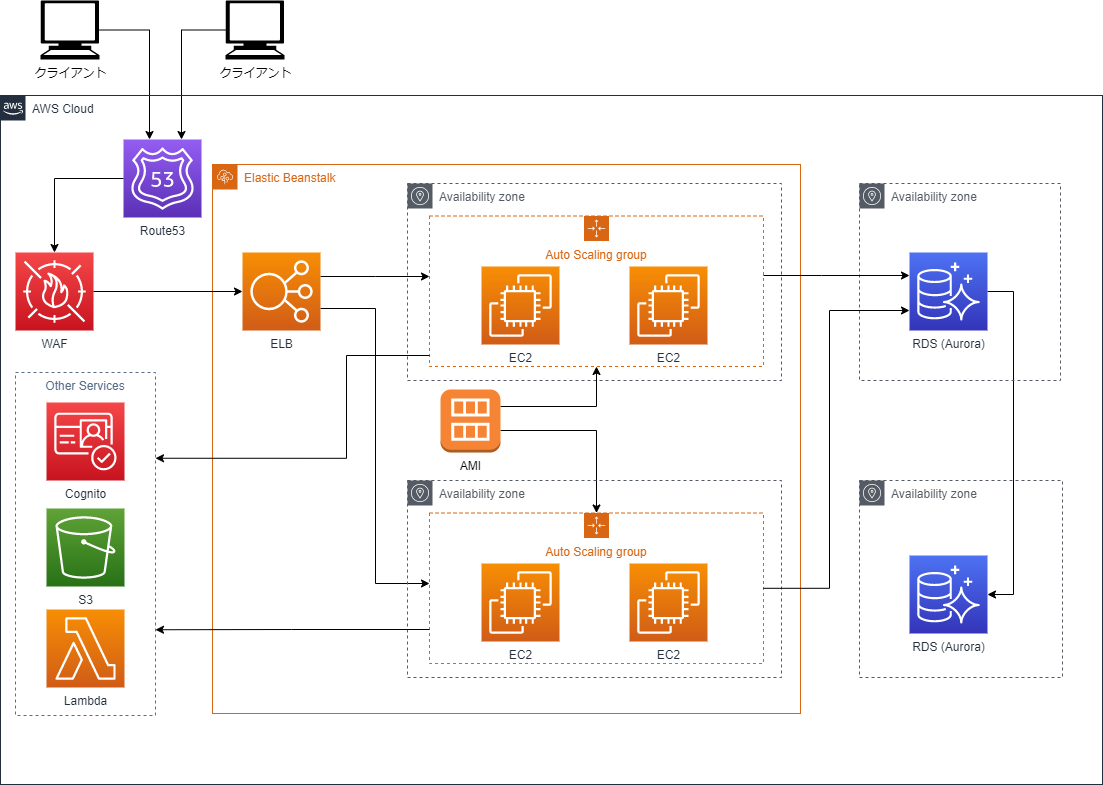 クライアント
クライアント
aws
AWS Cloud
53
Route53
Elastic Beanstalk
Availability zone
Availability zone
Auto Scaling group
WAF
ELB
EC2
EC2
RDS (Aurora)
Other Services
Cognito
AMI
Availability zone
Availability zone
Auto Scaling group
S3
EC2
EC2
RDS (Aurora)
Lambda